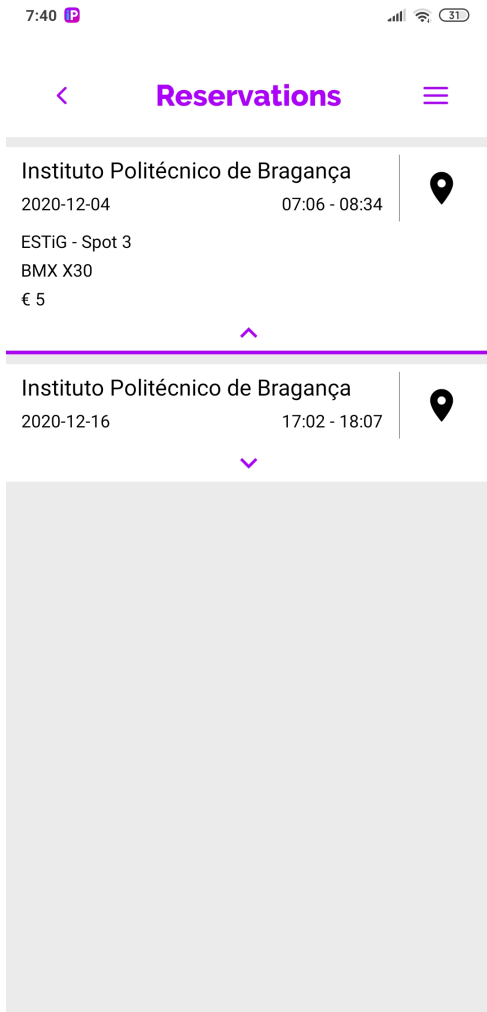 7:40 P 31
Reservations
Instituto Politécnico de Bragança
2020-12-04 07:06 - 08:34
ESTiG - Spot 3
BMX X30
€ 5
Instituto Politécnico de Bragança
2020-12-16 17:02 - 18:07